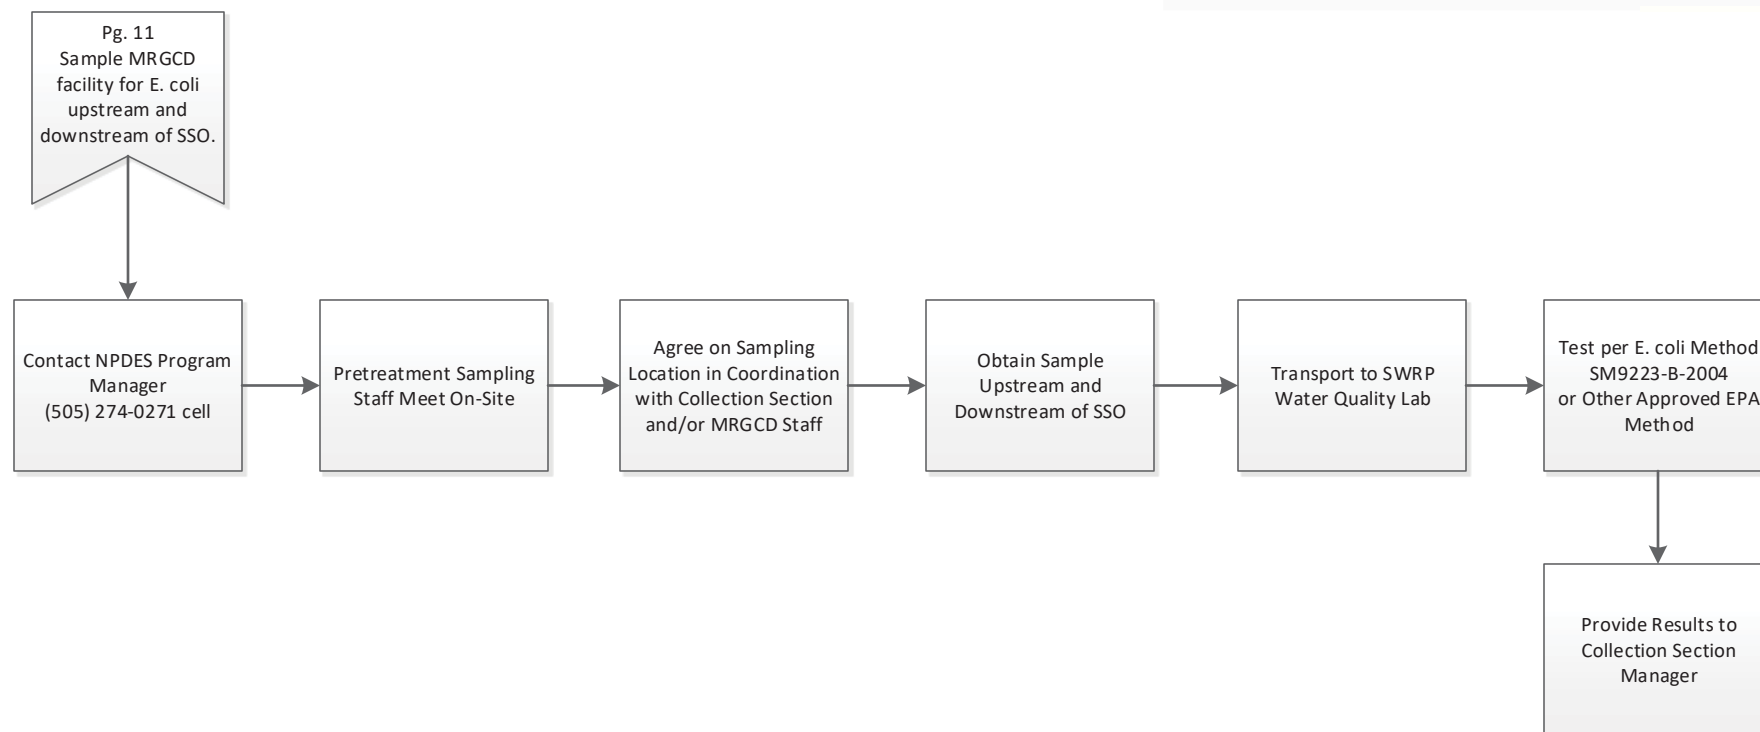 Pg. 11
Sample MRGCD
facility for E. coli
upstream and
downstream of SSO.
Contact NPDES Program
Manager
(505) 274-0271 cell
Pretreatment Sampling
Staff Meet On-Site
Agree on Sampling
Location in Coordination
with Collection Section
and/or MRGCD Staff
Obtain Sample
Upstream and
Downstream of SSO
Transport to SWRP
Water Quality Lab
Test per E. coli Method
SM9223-B-2004
or Other Approved EPA
Method
Provide Results to
Collection Section
Manager